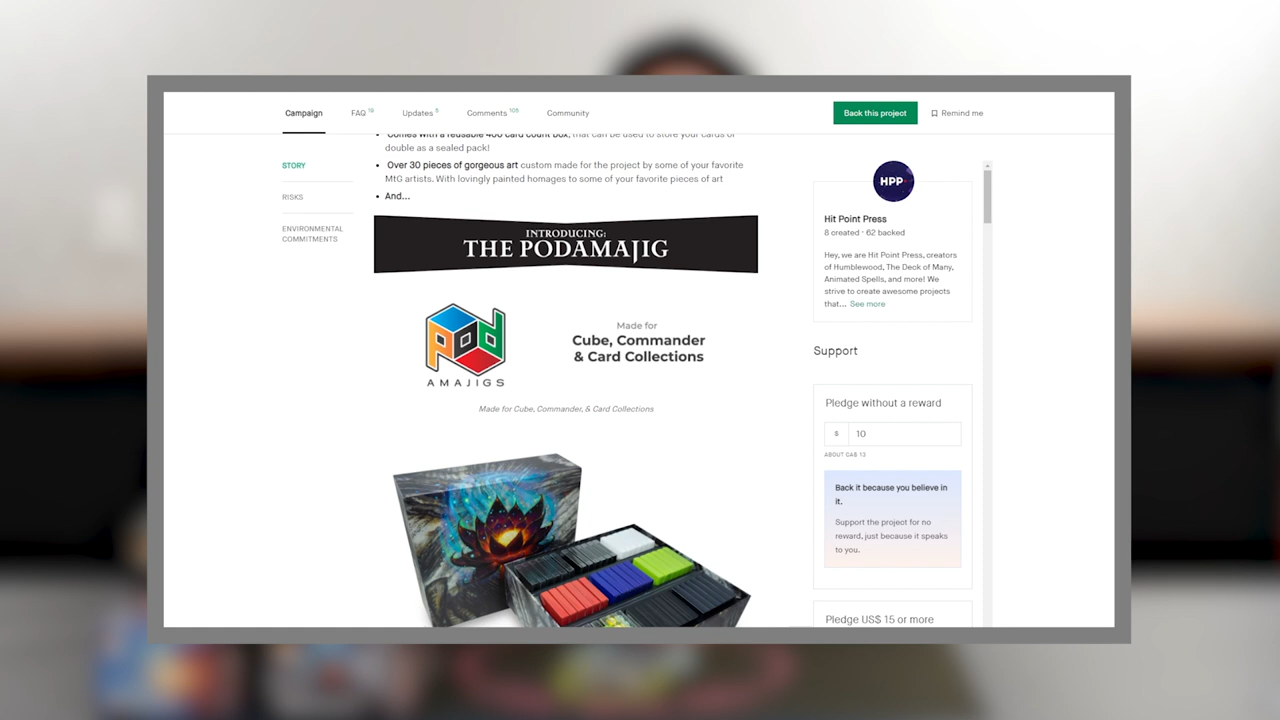 Campaign
FAQ 19
Updates 5
Comments 105
Community
Back this project
Remind me
STORY
RISKS
ENVIRONMENTAL
COMMITMENTS
• Comes with a reusable 400 card count box, that can be used to store your cards or
double as a sealed pack!
• Over 30 pieces of gorgeous art custom made for the project by some of your favorite
MtG artists. With lovingly painted homages to some of your favorite pieces of art
• And...
INTRODUCING:
THE PODAMAJIG
pod
AMAJIGS
Made for
Cube, Commander
& Card Collections
Made for Cube, Commander, & Card Collections
HPP
Hit Point Press
8 created · 62 backed
Hey, we are Hit Point Press, creators
of Humblewood, The Deck of Many,
Animated Spells, and more! We
strive to create awesome projects
that... See more
Support
Pledge without a reward
$ 10
ABOUT CA$ 13
Back it because you believe in
it.
Support the project for no
reward, just because it speaks
to you.
Pledge US$ 15 or more